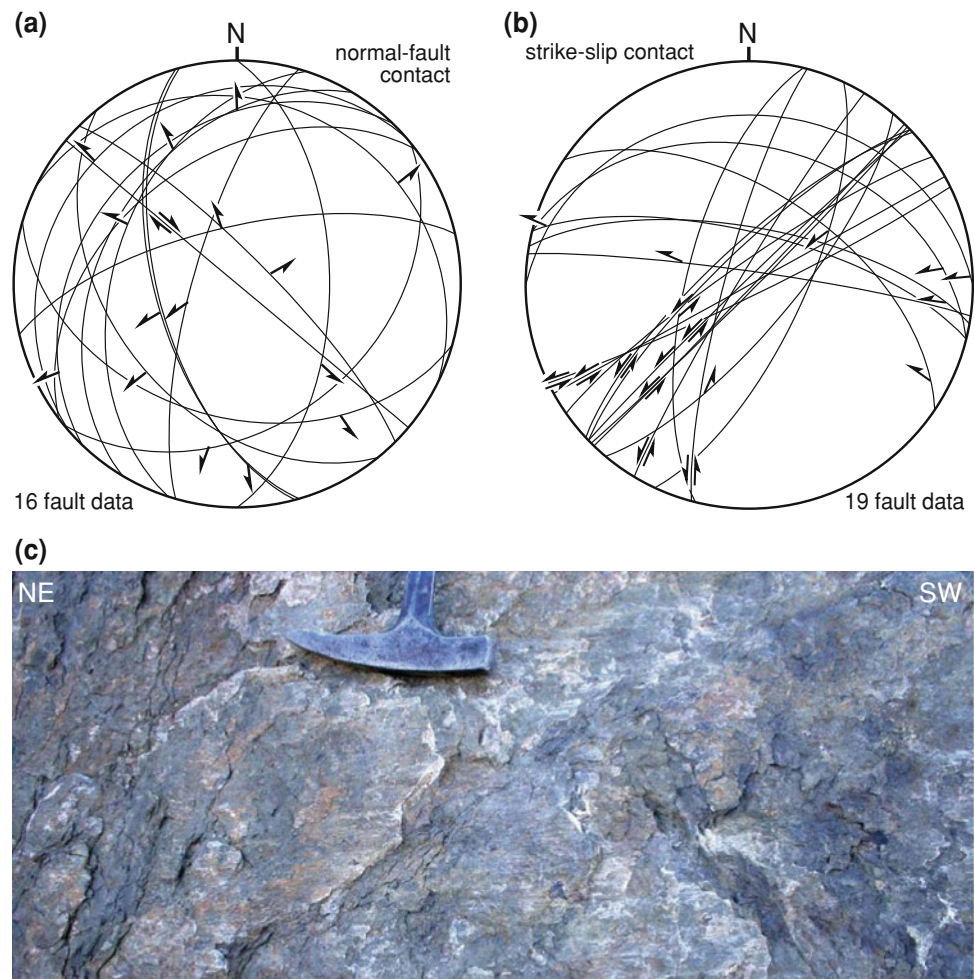 (a)
N
normal-fault
contact
16 fault data
(b)
N
strike-slip contact
19 fault data
(c)
NE
SW